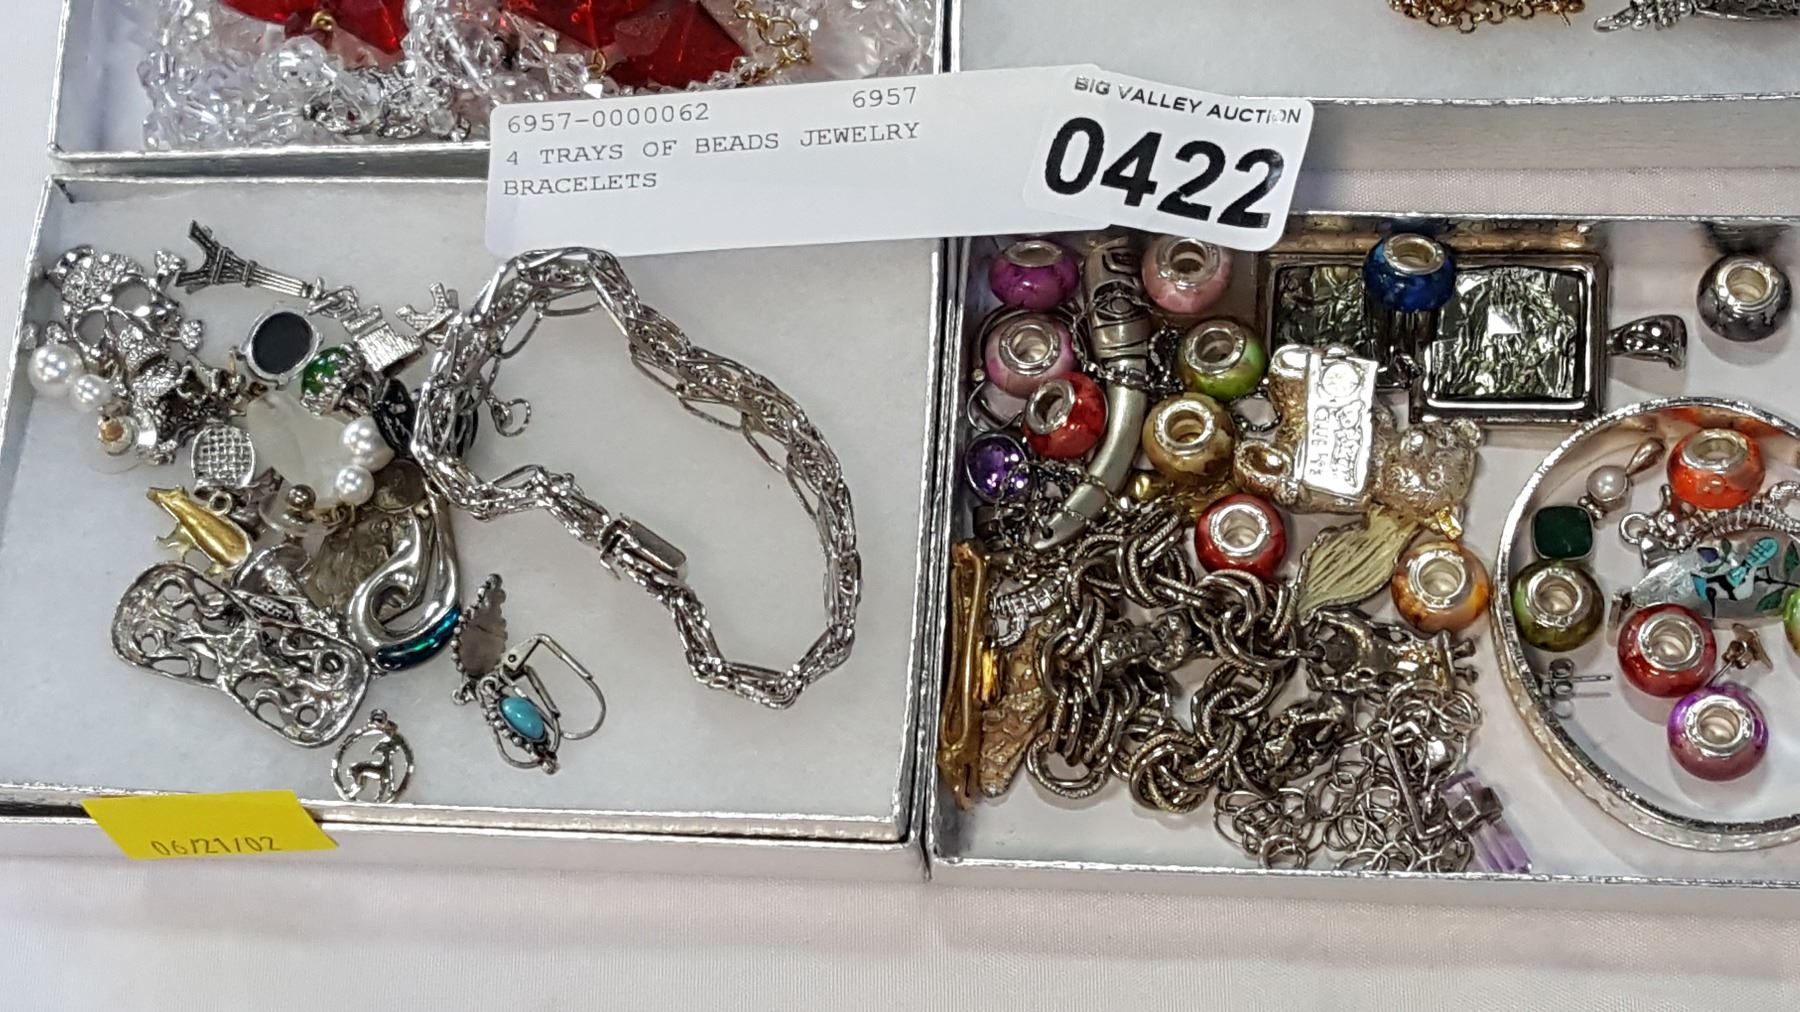 6957-0000062 6957
4 TRAYS OF BEADS JEWELRY
BRACELETS
BIG VALLEY AUCTION
0422
06/21/02